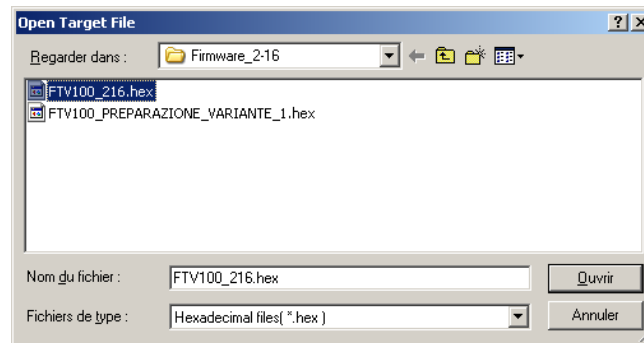 Open Target File
Regarder dans :
Firmware_2-16
FTV100_216.hex
FTV100_PREPARAZIONE_VARIANTE_1.hex
Nom du fichier :
FTV100_216.hex
Ouvrir
Fichiers de type :
Hexadecimal files( *.hex )
Annuler